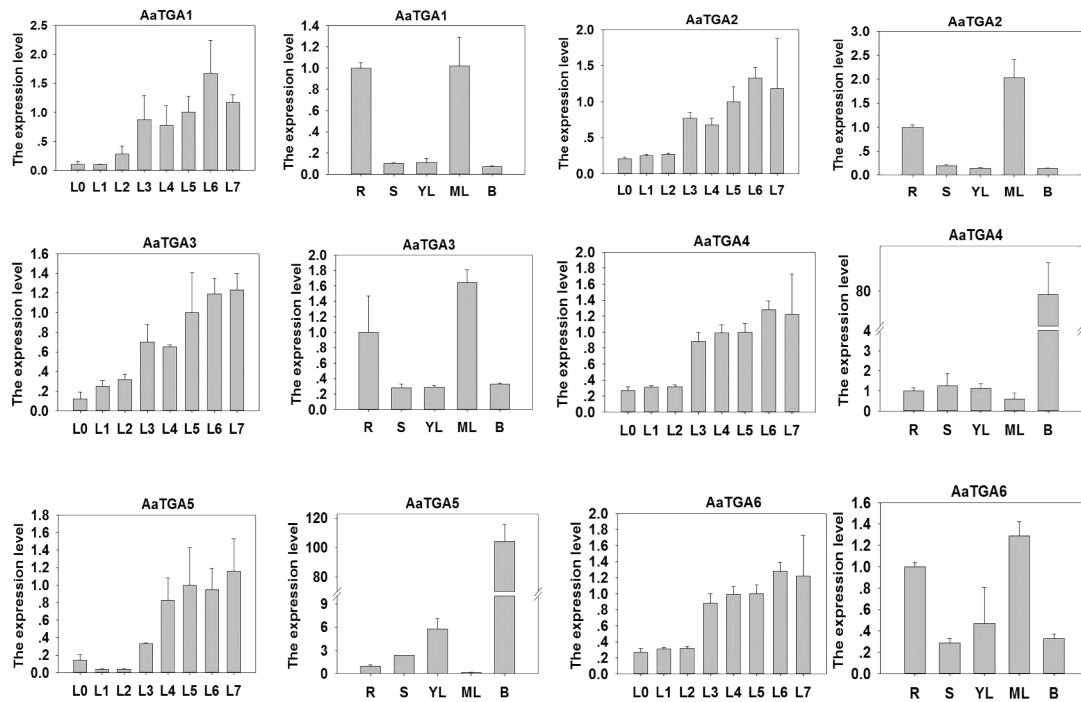 AaTGA1
The expression level
2.5
2.0
1.5
1.0
.5
0.0
L0 L1 L2 L3 L4 L5 L6 L7
AaTGA1
The expression level
1.4
1.2
1.0
.8
.6
.4
.2
0.0
R S YL ML B
AaTGA2
The expression level
2.0
1.0
.5
0.0
L0 L1 L2 L3 L4 L5 L6 L7
AaTGA2
The expression level
3.0
2.5
2.0
1.5
1.0
.5
0.0
R S YL ML B
AaTGA3
The expression level
1.6
1.4
1.2
1.0
.8
.6
.4
.2
0.0
L0 L1 L2 L3 L4 L5 L6 L7
AaTGA3
The expression level
2.0
1.8
1.6
1.4
1.2
1.0
.8
.6
.4
.2
0.0
R S YL ML B
AaTGA4
The expression level
2.0
1.8
1.6
1.4
1.2
1.0
.8
.6
.4
.2
0.0
L0 L1 L2 L3 L4 L5 L6 L7
AaTGA4
The expression level
80
4
3
2
1
0
R S YL ML B
AaTGA5
The expression level
1.8
1.6
1.4
1.2
1.0
.8
.6
.4
.2
0.0
L0 L1 L2 L3 L4 L5 L6 L7
AaTGA5
The expression level
120
100
80
9
6
3
0
R S YL ML B
AaTGA6
The expression level
2.0
1.8
1.6
1.4
1.2
1.0
.8
.6
.4
.2
0.0
L0 L1 L2 L3 L4 L5 L6 L7
AaTGA6
The expression level
1.6
1.4
1.2
1.0
.8
.6
.4
.2
0.0
R S YL ML B